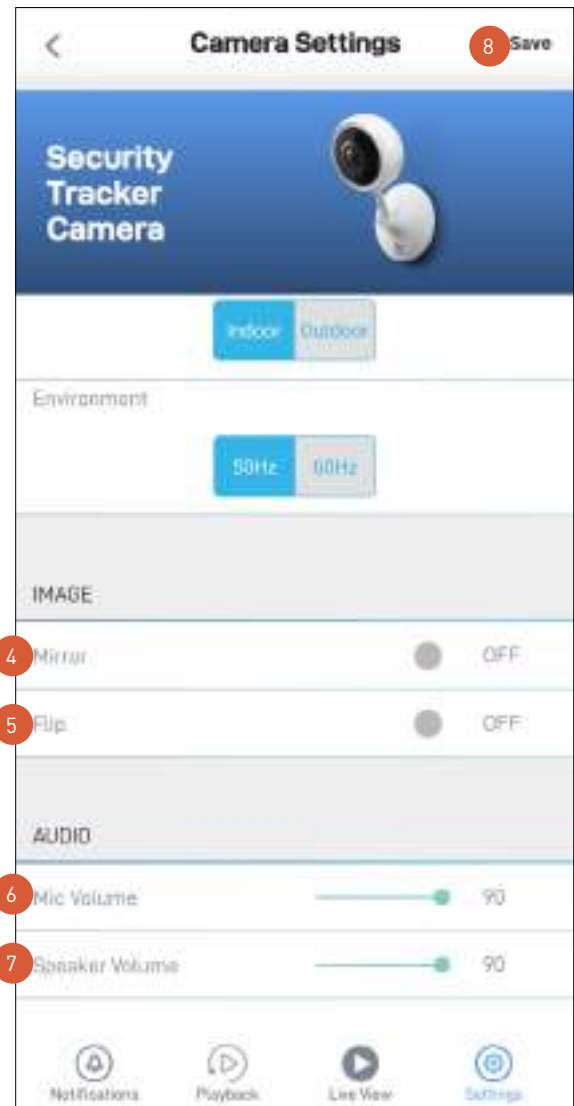 Camera Settings
8 Save
Security
Tracker
Camera
Indoor Outdoor
Environment
50Hz 60Hz
IMAGE
4 Mirror OFF
5 Flip OFF
AUDIO
6 Mic Volume 90
7 Speaker Volume 90
Notifications Playback Live View Settings